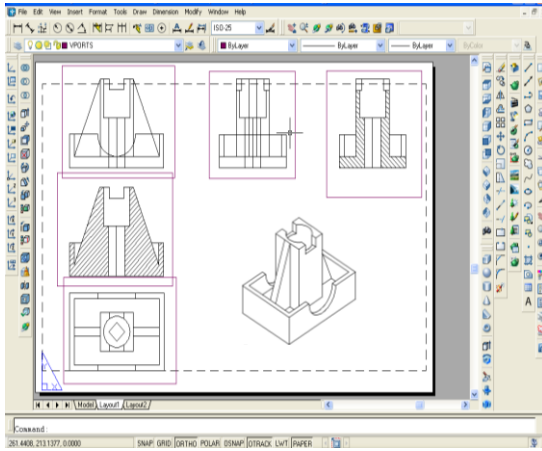 File Edit View Insert Format Tools Draw Dimension Modify Window Help
ISO-25
VPORTS ByLayer ByLayer ByLayer ByColor
Model Layout1 Layout2
Command:
261.4408, 213.1377, 0.0000 SNAP GRID ORTHO POLAR OSNAP OTRACK LWT PAPER